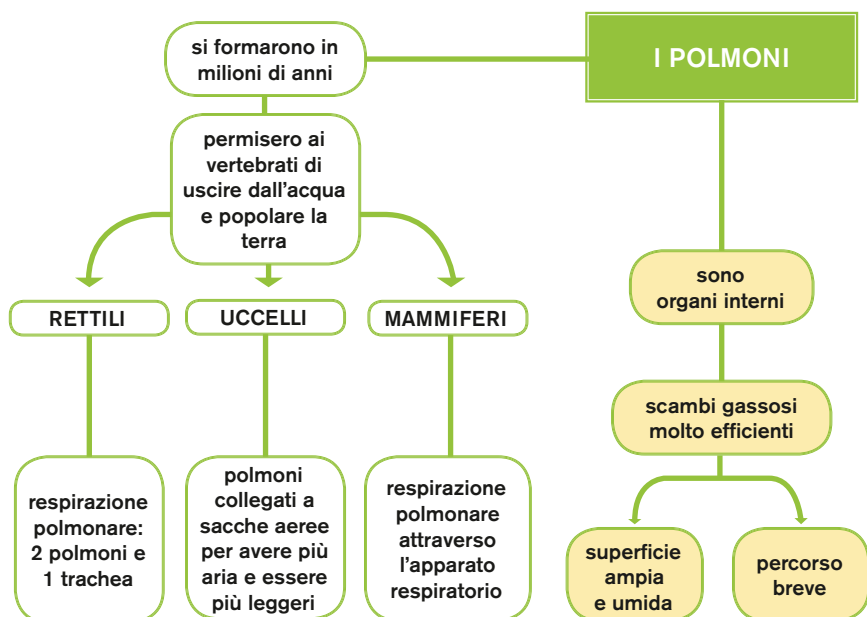 I POLMONI
si formarono in
milioni di anni
permisero ai
vertebrati di
uscire dall'acqua
e popolare la
terra
RETTILI
UCCELLI
MAMMIFERI
respirazione
polmonare:
2 polmoni e
1 trachea
polmoni
collegati a
sacche aeree
per avere più
aria e essere
più leggeri
respirazione
polmonare
attraverso
l'apparato
respiratorio
sono
organi interni
scambi gassosi
molto efficienti
superficie
ampia
e umida
percorso
breve